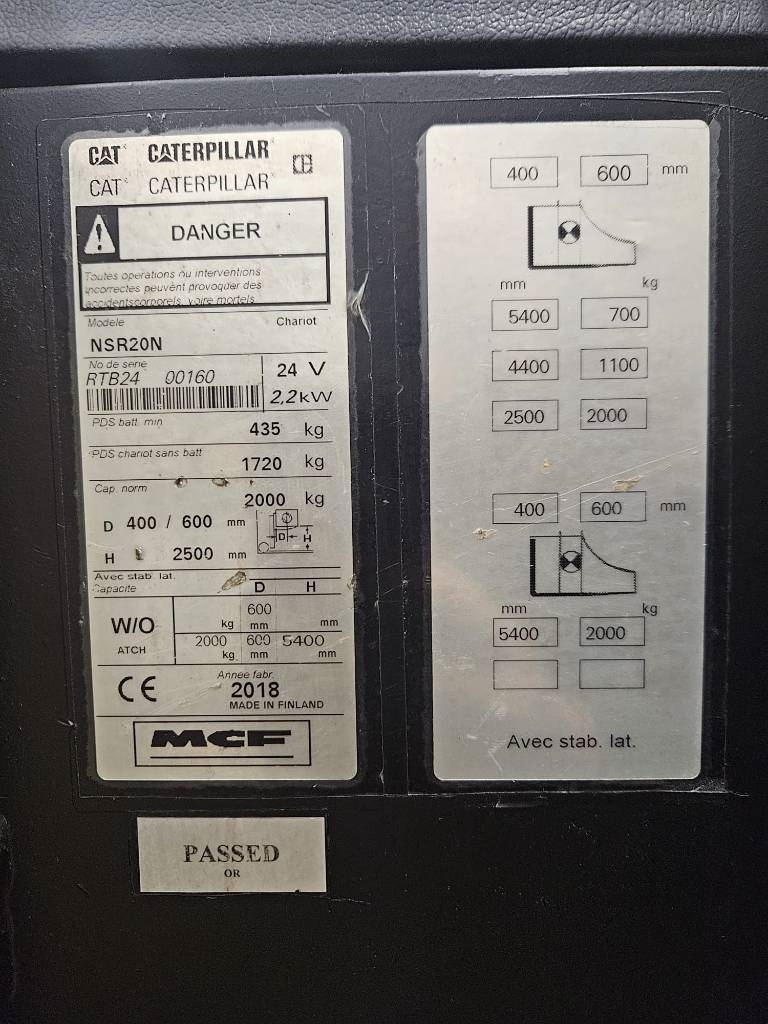 CAT CATERPILLAR
CAT CATERPILLAR
DANGER
Toutes operations ou interventions
incorrectes peuvent provoquer des
accidents corporels, voire mortels
Modele Chariot
NSR20N
No de serie
RTB24 00160
24 V
2,2kW
PDS batt. min
435 kg
PDS chariot sans batt
1720 kg
Cap. norm
2000 kg
D 400 / 600 mm
D H
H 2500 mm
Avec stab. lat.
Capacite D H
W/O
ATCH
600
kg mm mm
2000 600 5400
kg mm mm
CE
Annee fabr.
2018
MADE IN FINLAND
MCF
PASSED
OR
400 600 mm
mm kg
5400 700
4400 1100
2500 2000
400 600 mm
mm kg
5400 2000
Avec stab. lat.